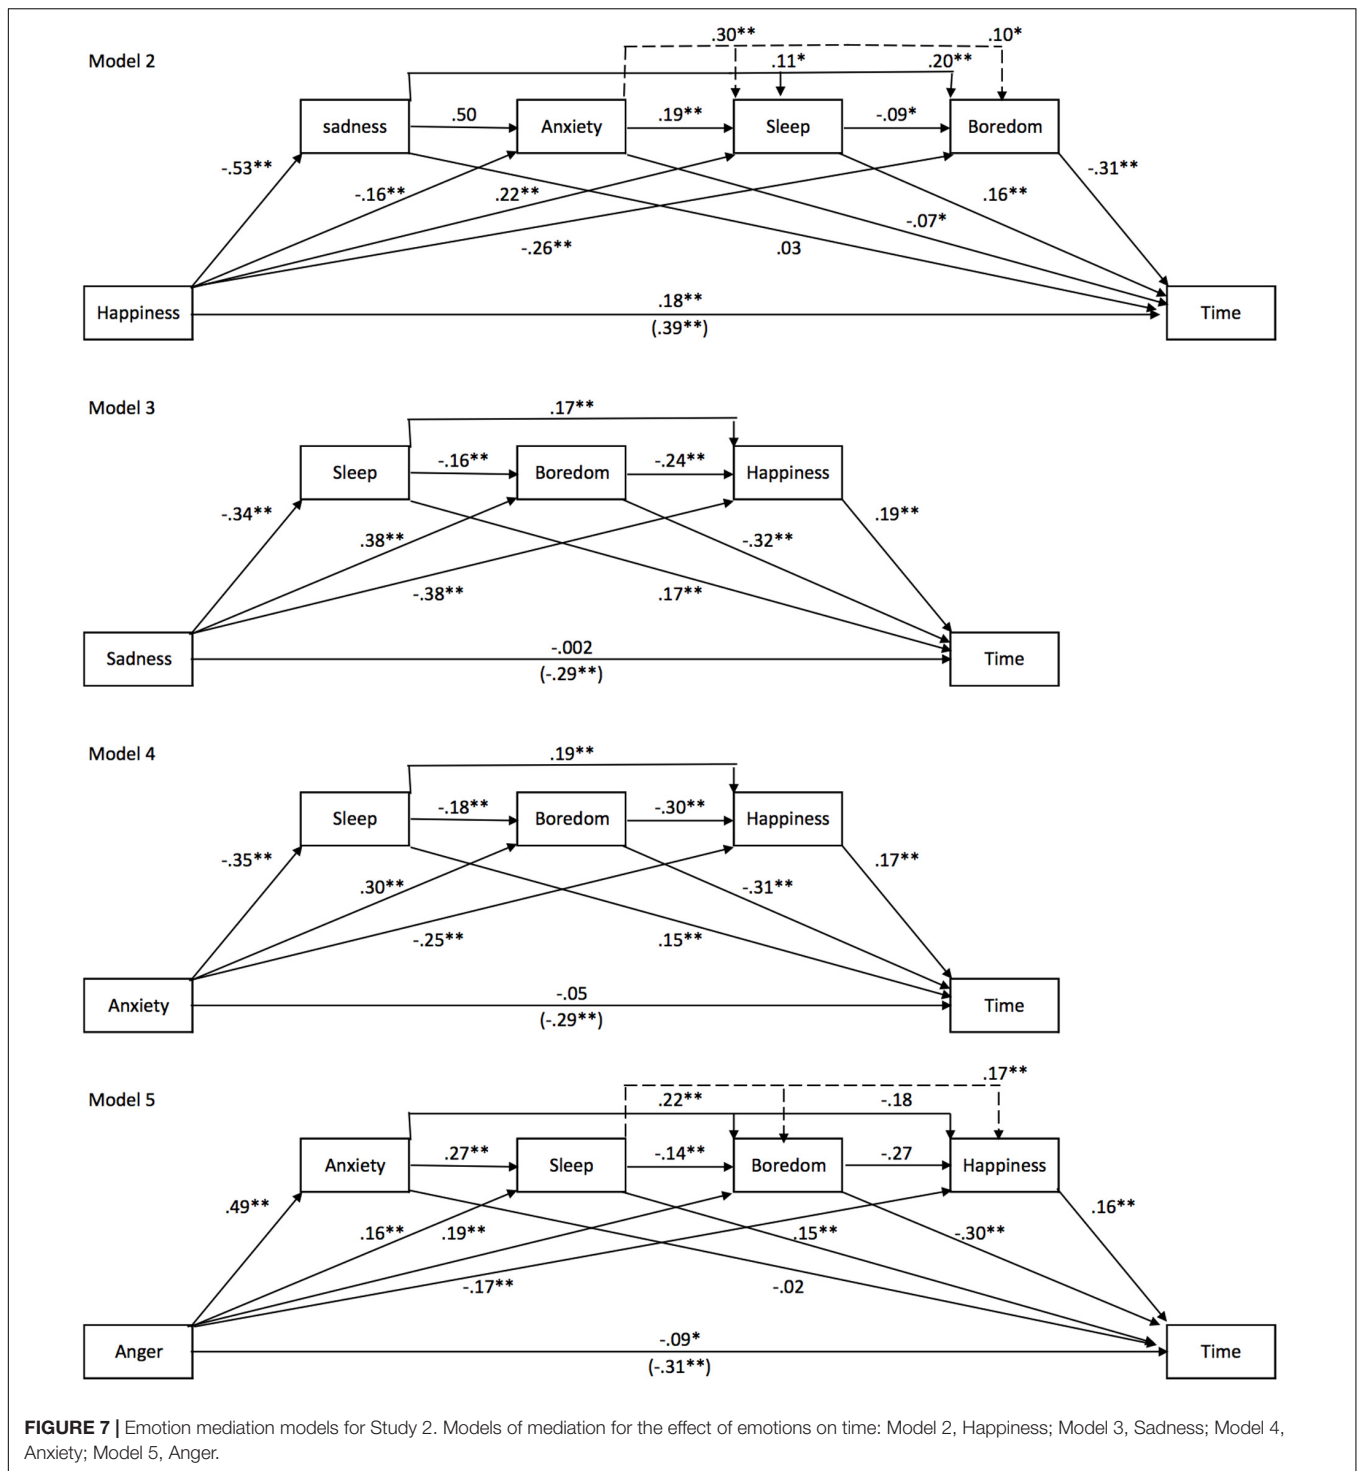 .30** .10*
Model 2 .11* .20**
sadness .50 Anxiety .19** Sleep -.09* Boredom
-.53** -.16** .22** .16** -.31**
-.07*
-.26** .03
Happiness .18** Time
(.39**)
Model 3 .17**
Sleep -.16** Boredom -.24** Happiness
-.34** .38** -.32** .19**
-.38** .17**
Sadness -.002 Time
(-.29**)
Model 4 .19**
Sleep -.18** Boredom -.30** Happiness
-.35** .30** -.31** .17**
-.25** .15**
Anxiety -.05 Time
(-.29**)
.17**
Model 5 .22** -.18
Anxiety .27** Sleep -.14** Boredom -.27 Happiness
.49** .16** .19** .15** -.30** .16**
-.17** -.02
Anger -.09* Time
(-.31**)
FIGURE 7 | Emotion mediation models for Study 2. Models of mediation for the effect of emotions on time: Model 2, Happiness; Model 3, Sadness; Model 4,
Anxiety; Model 5, Anger.